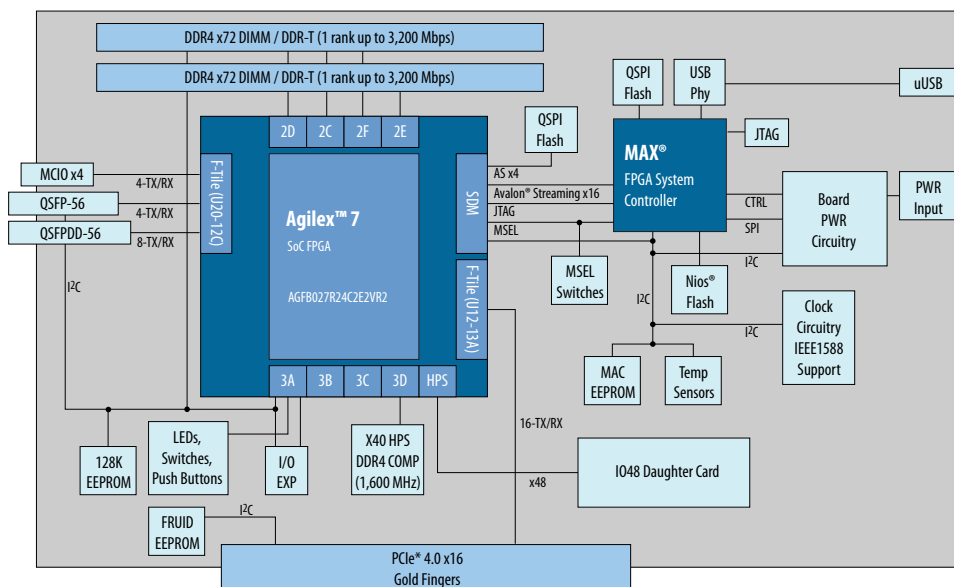 DDR4 x72 DIMM / DDR-T (1 rank up to 3,200 Mbps)
DDR4 x72 DIMM / DDR-T (1 rank up to 3,200 Mbps)
QSPI
Flash
USB
Phy
uUSB
2D
2C
2F
2E
QSPI
Flash
MAX®
FPGA System
Controller
JTAG
MCIO x4
4-TX/RX
QSFP-56
4-TX/RX
QSFPDD-56
8-TX/RX
I²C
F-Tile (U20-12C)
Agilex™ 7
SoC FPGA
AGFB027R24C2E2VR2
SDM
F-Tile (U12-13A)
AS x4
Avalon® Streaming x16
JTAG
MSEL
CTRL
SPI
I²C
Board
PWR
Circuitry
PWR
Input
MSEL
Switches
I²C
Nios®
Flash
I²C
Clock
Circuitry
IEEE1588
Support
MAC
EEPROM
Temp
Sensors
3A
3B
3C
3D
HPS
16-TX/RX
128K
EEPROM
LEDs,
Switches,
Push Buttons
I/O
EXP
X40 HPS
DDR4 COMP
(1,600 MHz)
x48
IO48 Daughter Card
FRUID
EEPROM
I²C
PCIe* 4.0 x16
Gold Fingers